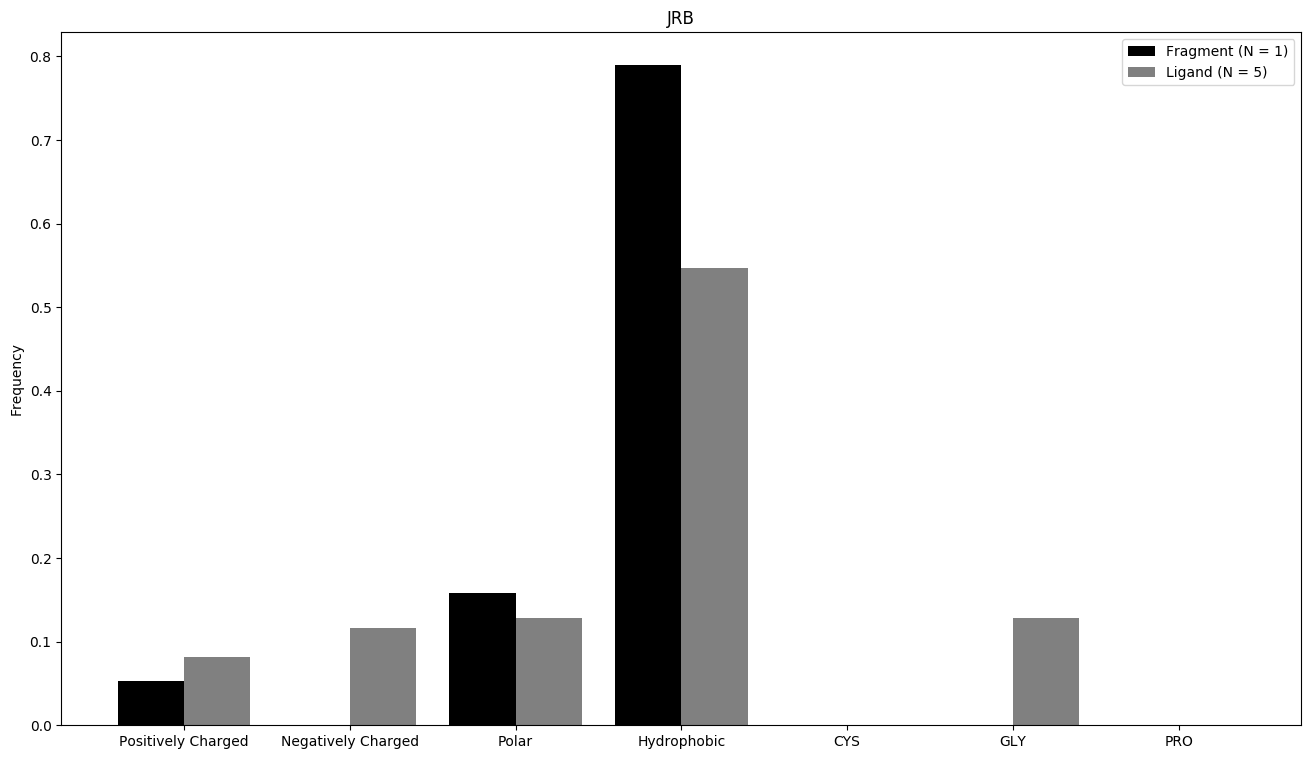 JRB
Fragment (N = 1)
Ligand (N = 5)
Frequency
0.8
0.7
0.6
0.5
0.4
0.3
0.2
0.1
0.0
Positively Charged
Negatively Charged
Polar
Hydrophobic
CYS
GLY
PRO